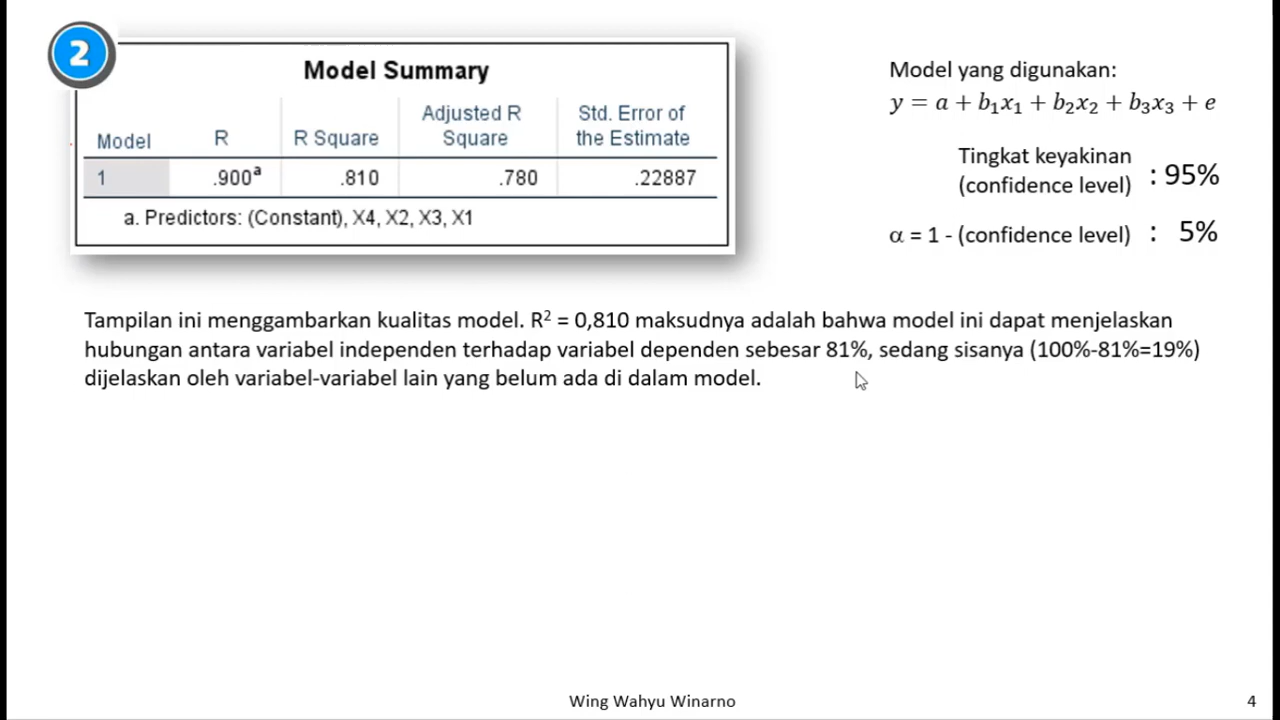 2
Model Summary
Model R R Square Adjusted R Square Std. Error of the Estimate
1 .900ᵃ .810 .780 .22887
a. Predictors: (Constant), X4, X2, X3, X1
Model yang digunakan:
y = a + b₁x₁ + b₂x₂ + b₃x₃ + e
Tingkat keyakinan
(confidence level) : 95%
α = 1 - (confidence level) : 5%
Tampilan ini menggambarkan kualitas model. R² = 0,810 maksudnya adalah bahwa model ini dapat menjelaskan
hubungan antara variabel independen terhadap variabel dependen sebesar 81%, sedang sisanya (100%-81%=19%)
dijelaskan oleh variabel-variabel lain yang belum ada di dalam model.
Wing Wahyu Winarno
4